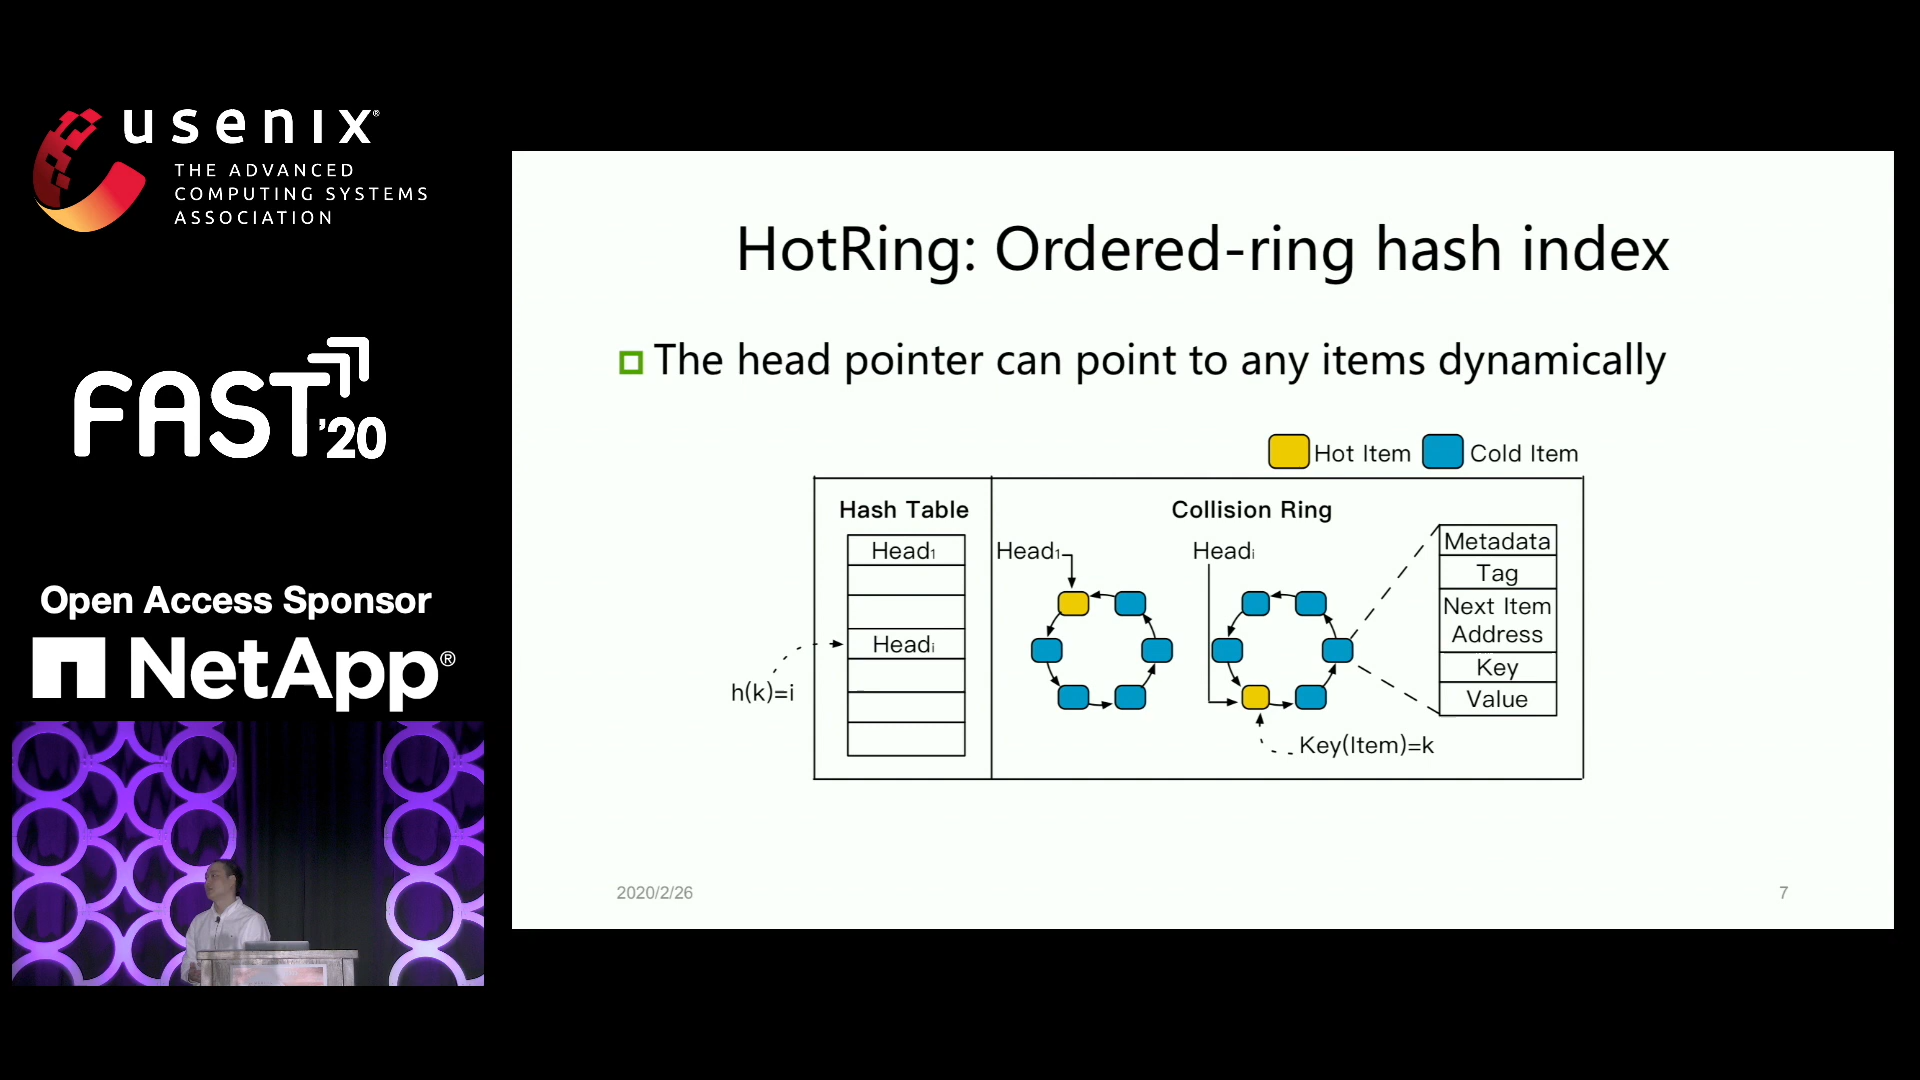 usenix®
THE ADVANCED
COMPUTING SYSTEMS
ASSOCIATION
FAST '20
Open Access Sponsor
NetApp®
HotRing: Ordered-ring hash index
The head pointer can point to any items dynamically
Hot Item
Cold Item
Hash Table
Collision Ring
Head1
Headi
h(k)=i
Head1
Headi
Key(Item)=k
Metadata
Tag
Next Item
Address
Key
Value
2020/2/26
7